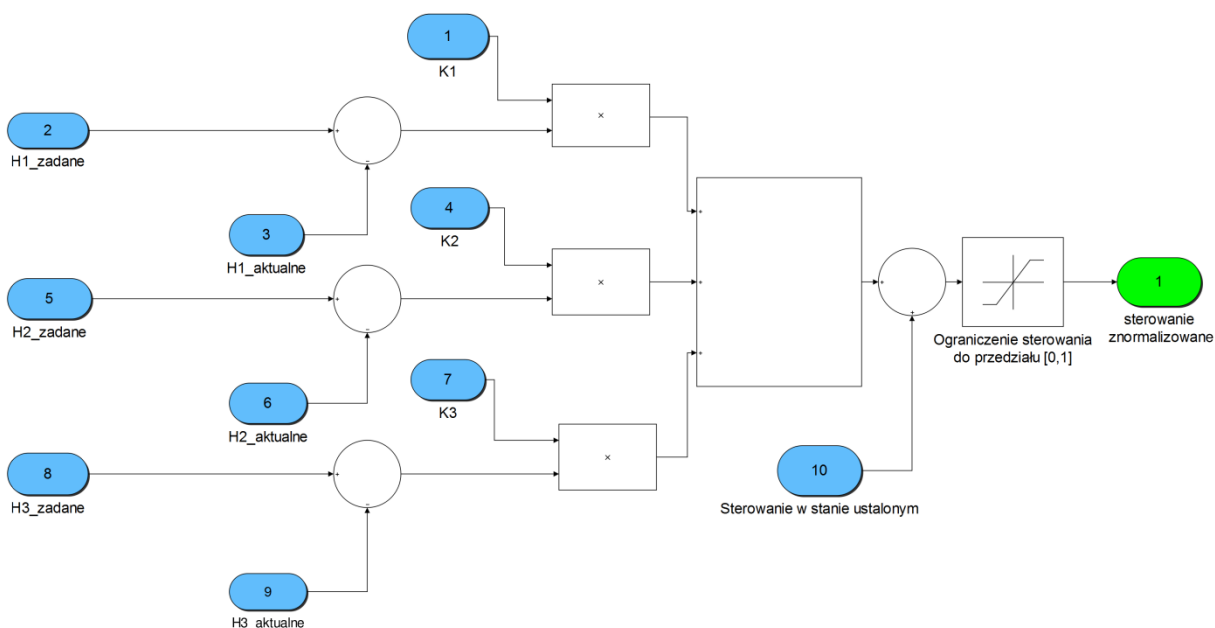 1
K1
2
H1_zadane
+
−
×
3
H1_aktualne
4
K2
5
H2_zadane
+
−
×
6
H2_aktualne
7
K3
8
H3_zadane
+
−
×
9
H3_aktualne
+
+
+
10
Sterowanie w stanie ustalonym
+
+
Ograniczenie sterowania
do przedziału [0,1]
1
sterowanie
znormalizowane